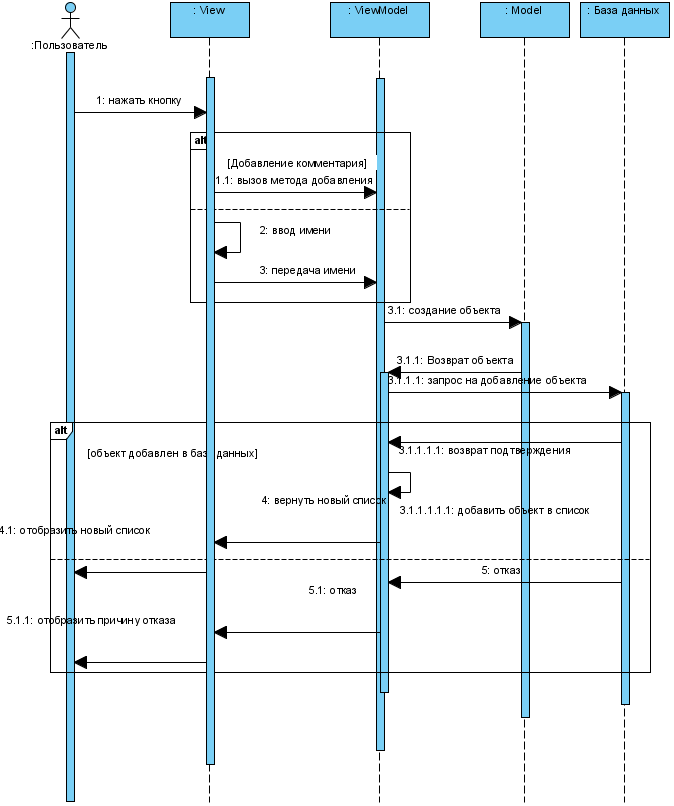 : View
: ViewModel
: Model
: База данных
:Пользователь
1: нажать кнопку
alt
[Добавление комментария]
1.1: вызов метода добавления
2: ввод имени
3: передача имени
3.1: создание объекта
3.1.1: Возврат объекта
3.1.1.1: запрос на добавление объекта
alt
[объект добавлен в базу данных]
3.1.1.1.1: возврат подтверждения
4: вернуть новый список
3.1.1.1.1.1: добавить объект в список
4.1: отобразить новый список
5: отказ
5.1: отказ
5.1.1: отобразить причину отказа